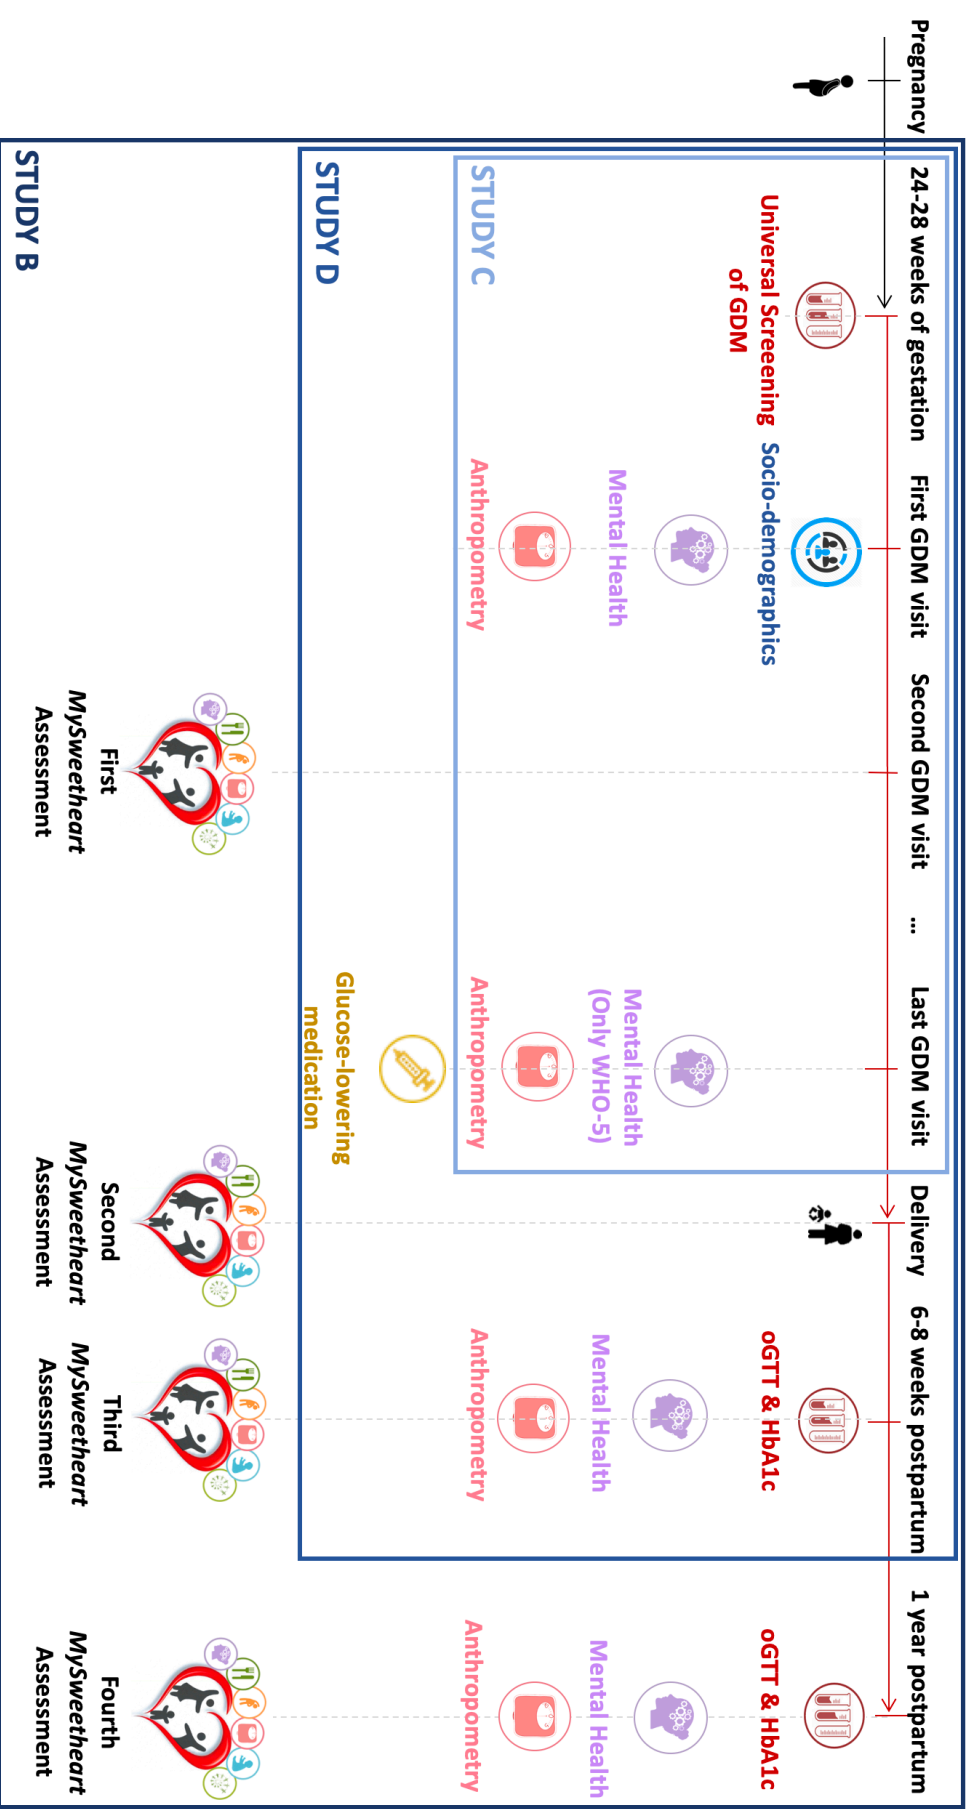 Pregnancy
24-28 weeks of gestation
First GDM visit
Second GDM visit
...
Last GDM visit
Delivery
6-8 weeks postpartum
1 year postpartum
Universal Screeening
of GDM
Socio-demographics
oGTT & HbA1c
oGTT & HbA1c
Mental Health
Mental Health
(Only WHO-5)
Mental Health
Mental Health
STUDY C
Anthropometry
Anthropometry
Anthropometry
Anthropometry
STUDY D
Glucose-lowering
medication
First
MySweetheart
Assessment
Second
MySweetheart
Assessment
Third
MySweetheart
Assessment
Fourth
MySweetheart
Assessment
STUDY B